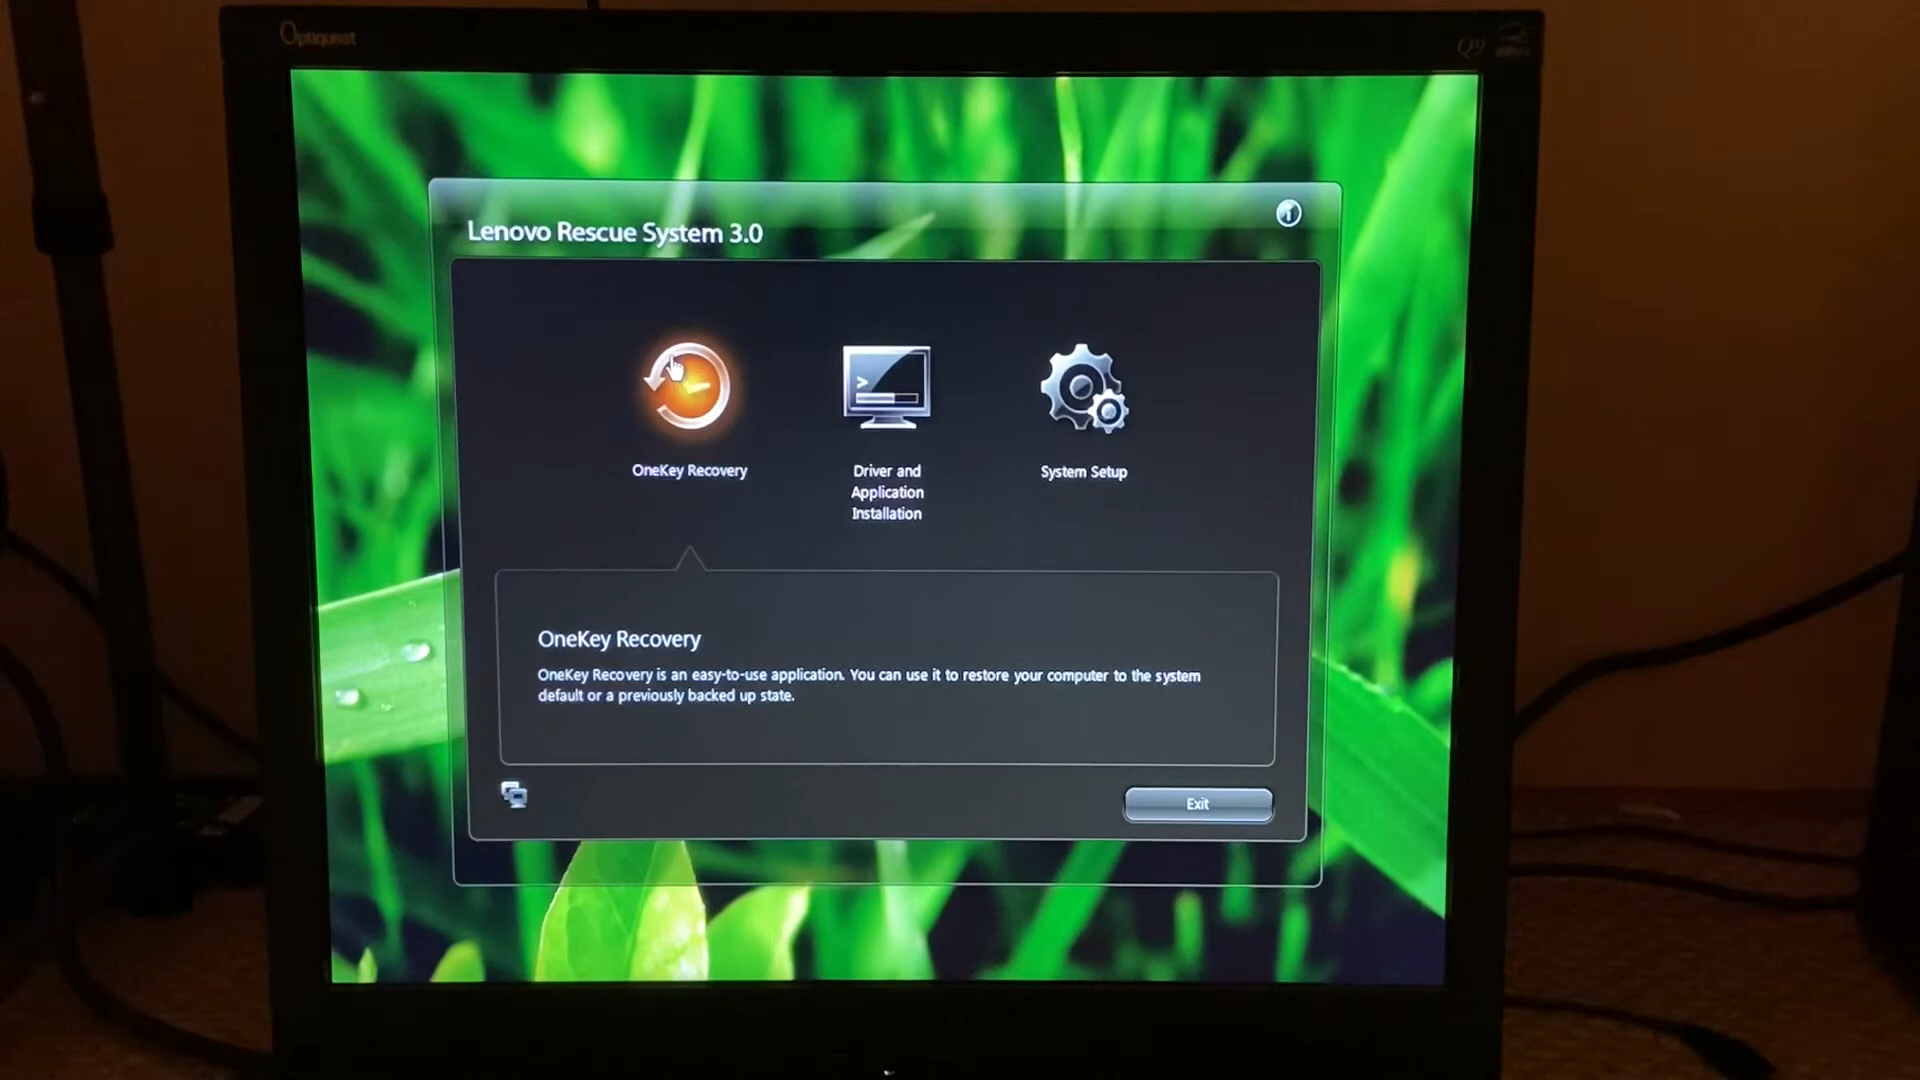 Optiquest
Q9
Lenovo Rescue System 3.0
OneKey Recovery
Driver and
Application
Installation
System Setup
OneKey Recovery
OneKey Recovery is an easy-to-use application. You can use it to restore your computer to the system
default or a previously backed up state.
Exit